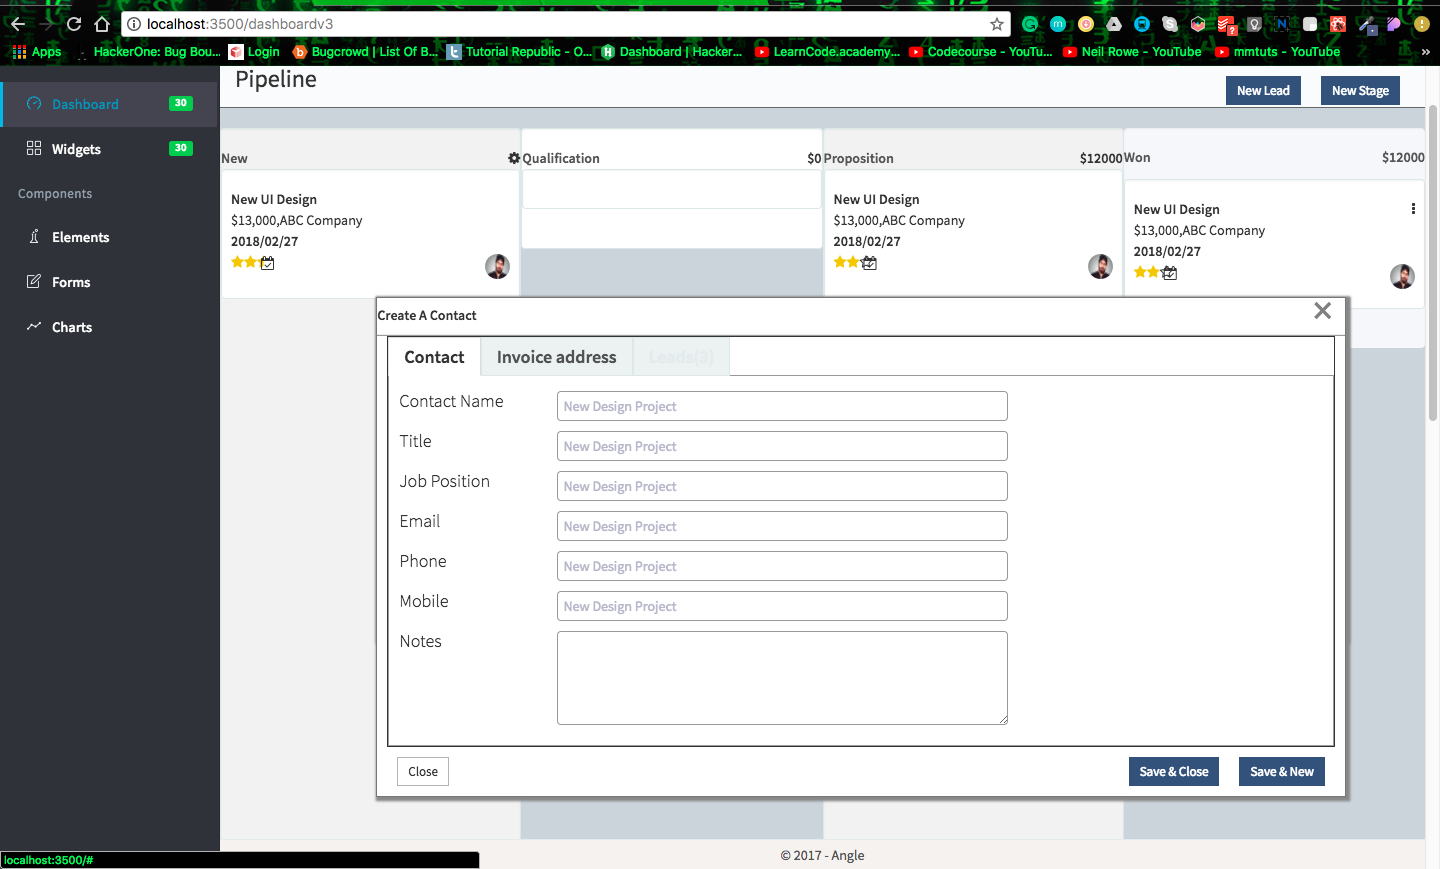 localhost:3500/dashboardv3
Apps HackerOne: Bug Bou... Login Bugcrowd | List Of B... Tutorial Republic - O... Dashboard | Hacker... LearnCode.academy... Codecourse - YouTu... Neil Rowe - YouTube mmtuts - YouTube »
Dashboard 30
Widgets 30
Components
Elements
Forms
Charts
Pipeline
New Lead New Stage
New
New UI Design
$13,000,ABC Company
2018/02/27
Qualification $0
Proposition $12000
New UI Design
$13,000,ABC Company
2018/02/27
Won $12000
New UI Design
$13,000,ABC Company
2018/02/27
Create A Contact
Contact Invoice address Leads(3)
Contact Name New Design Project
Title New Design Project
Job Position New Design Project
Email New Design Project
Phone New Design Project
Mobile New Design Project
Notes
Close Save & Close Save & New
© 2017 - Angle
localhost:3500/#